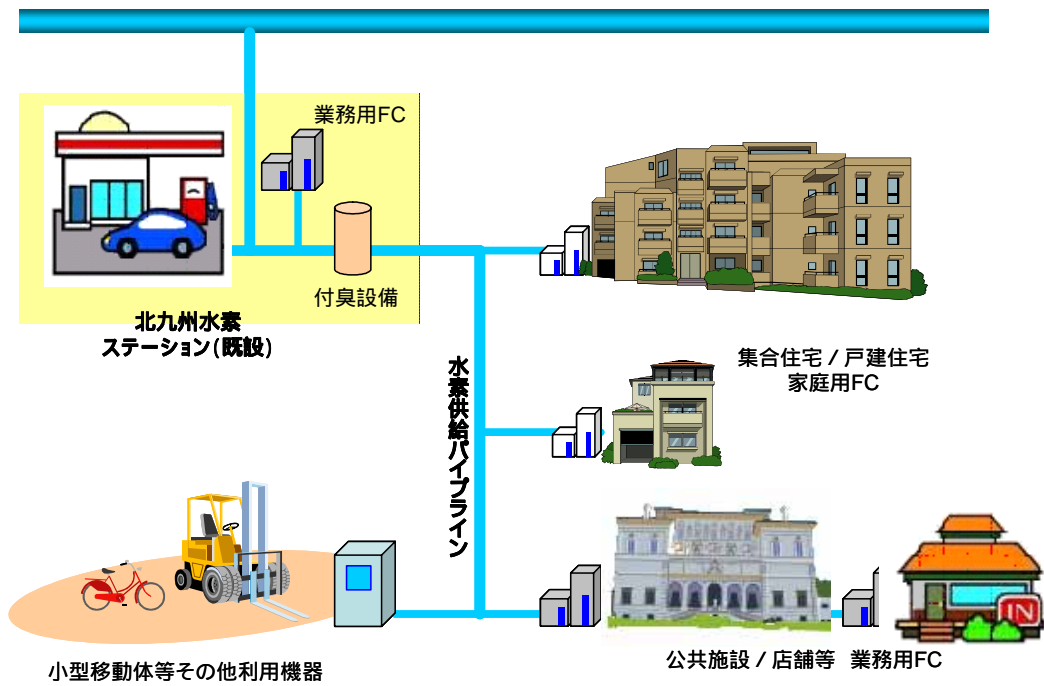 業務用FC
付臭設備
北九州水素
ステーション(既設)
水素供給パイプライン
集合住宅 / 戸建住宅
家庭用FC
IN
公共施設 / 店舗等 業務用FC
小型移動体等その他利用機器